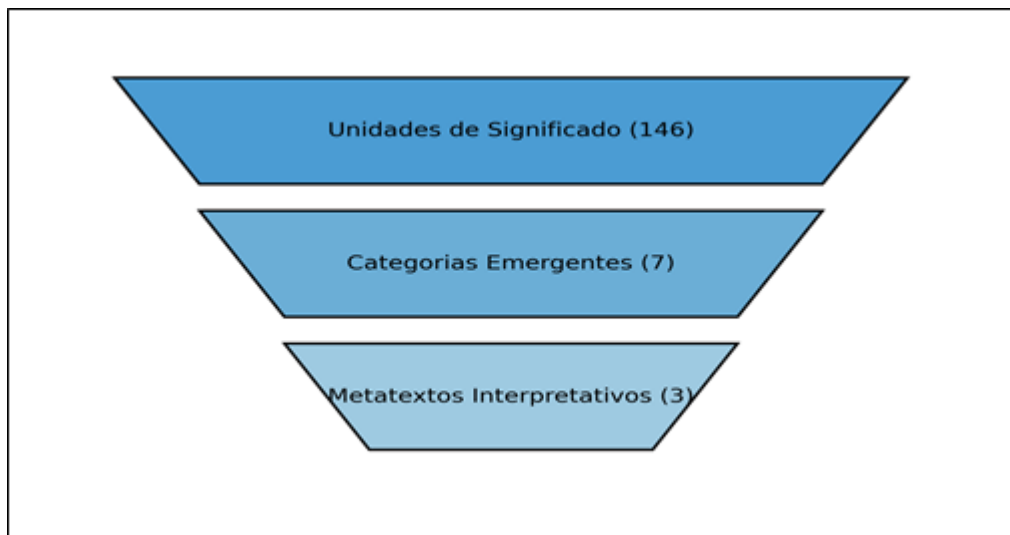 Unidades de Significado (146)
Categorias Emergentes (7)
Metatextos Interpretativos (3)